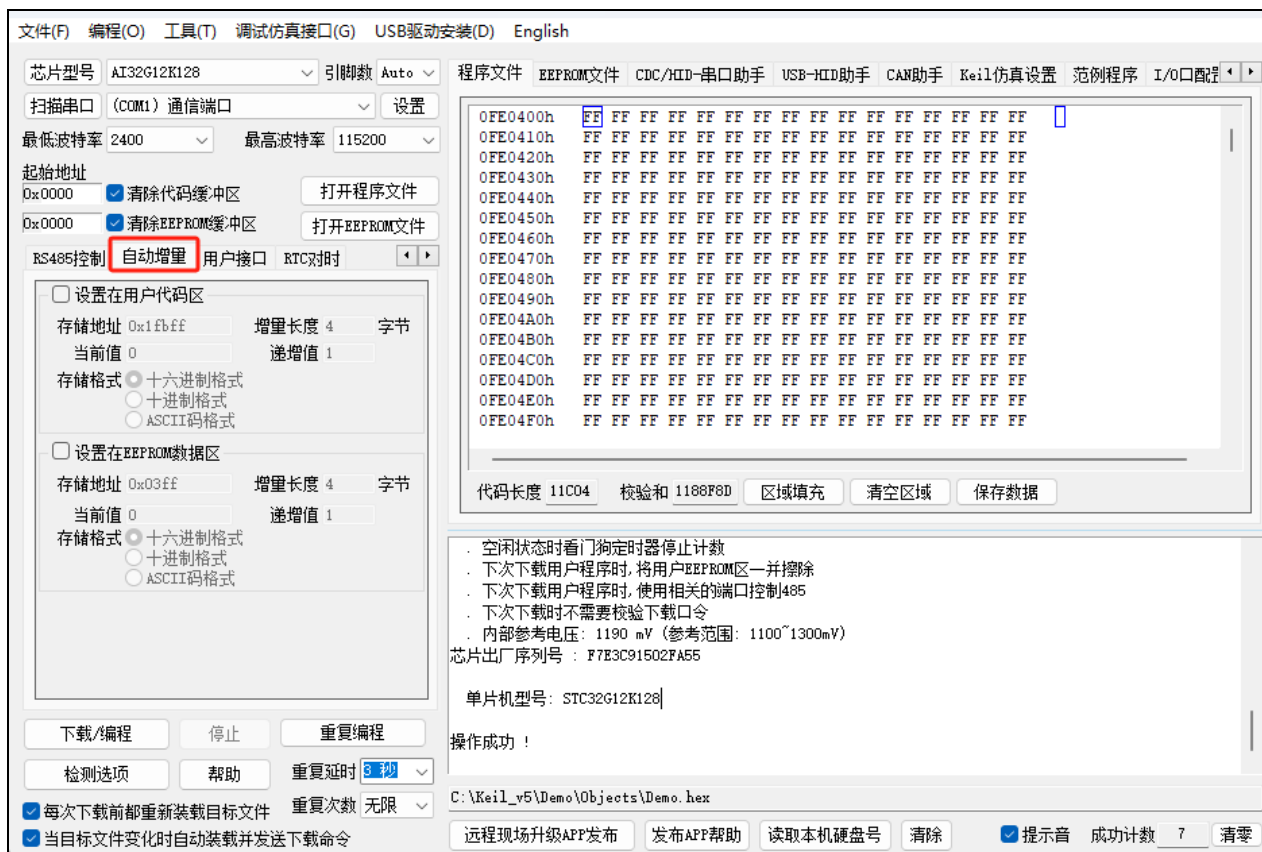 文件(F) 编程(O) 工具(T) 调试仿真接口(G) USB驱动安装(D) English
芯片型号 AI32G12K128 引脚数 Auto
扫描串口 (COM1) 通信端口 设置
最低波特率 2400 最高波特率 115200
起始地址
0x0000 清除代码缓冲区 打开程序文件
0x0000 清除EEPROM缓冲区 打开EEPROM文件
RS485控制 自动增量 用户接口 RTC对时
设置在用户代码区
存储地址 0x1fbff 增量长度 4 字节
当前值 0 递增值 1
存储格式 十六进制格式
十进制格式
ASCII码格式
设置在EEPROM数据区
存储地址 0x03ff 增量长度 4 字节
当前值 0 递增值 1
存储格式 十六进制格式
十进制格式
ASCII码格式
下载/编程 停止 重复编程
检测选项 帮助 重复延时 3 秒
每次下载前都重新装载目标文件 重复次数 无限
当目标文件变化时自动装载并发送下载命令
程序文件 EEPROM文件 CDC/HID-串口助手 USB-HID助手 CAN助手 Keil仿真设置 范例程序 I/O口配
0FE0400h FF FF FF FF FF FF FF FF FF FF FF FF FF FF FF FF
0FE0410h FF FF FF FF FF FF FF FF FF FF FF FF FF FF FF FF
0FE0420h FF FF FF FF FF FF FF FF FF FF FF FF FF FF FF FF
0FE0430h FF FF FF FF FF FF FF FF FF FF FF FF FF FF FF FF
0FE0440h FF FF FF FF FF FF FF FF FF FF FF FF FF FF FF FF
0FE0450h FF FF FF FF FF FF FF FF FF FF FF FF FF FF FF FF
0FE0460h FF FF FF FF FF FF FF FF FF FF FF FF FF FF FF FF
0FE0470h FF FF FF FF FF FF FF FF FF FF FF FF FF FF FF FF
0FE0480h FF FF FF FF FF FF FF FF FF FF FF FF FF FF FF FF
0FE0490h FF FF FF FF FF FF FF FF FF FF FF FF FF FF FF FF
0FE04A0h FF FF FF FF FF FF FF FF FF FF FF FF FF FF FF FF
0FE04B0h FF FF FF FF FF FF FF FF FF FF FF FF FF FF FF FF
0FE04C0h FF FF FF FF FF FF FF FF FF FF FF FF FF FF FF FF
0FE04D0h FF FF FF FF FF FF FF FF FF FF FF FF FF FF FF FF
0FE04E0h FF FF FF FF FF FF FF FF FF FF FF FF FF FF FF FF
0FE04F0h FF FF FF FF FF FF FF FF FF FF FF FF FF FF FF FF
代码长度 11C04 校验和 1188F8D 区域填充 清空区域 保存数据
. 空闲状态时看门狗定时器停止计数
. 下次下载用户程序时,将用户EEPROM区一并擦除
. 下次下载用户程序时,使用相关的端口控制485
. 下次下载时不需要校验下载口令
. 内部参考电压: 1190 mV (参考范围: 1100~1300mV)
芯片出厂序列号 : F7E3C91502FA55
单片机型号: STC32G12K128
操作成功 !
C:\Keil_v5\Demo\Objects\Demo.hex
远程现场升级APP发布 发布APP帮助 读取本机硬盘号 清除 提示音 成功计数 7 清零